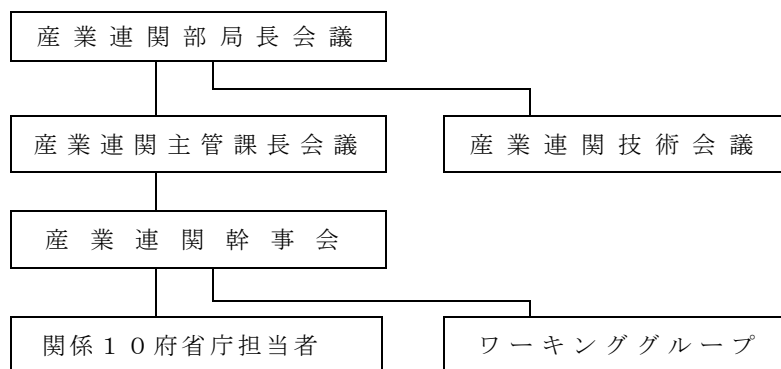 産業連関部局長会議
産業連関主管課長会議
産業連関技術会議
産業連関幹事会
関係１０府省庁担当者
ワーキンググループ